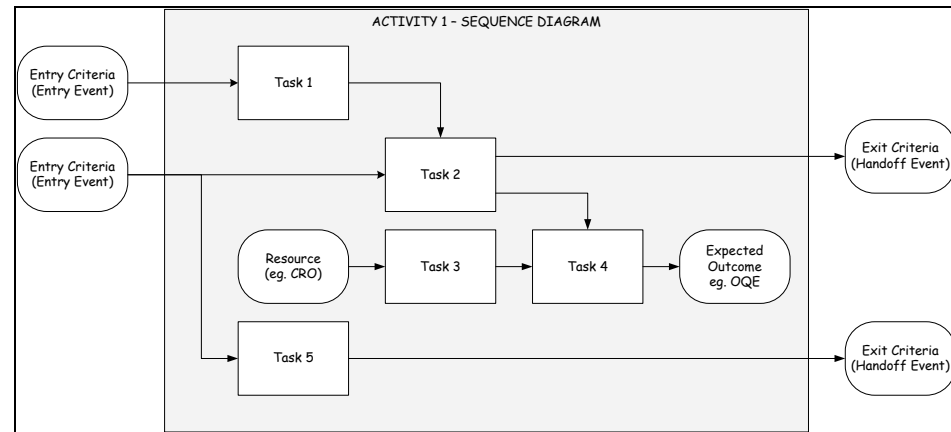 ACTIVITY 1 – SEQUENCE DIAGRAM
Entry Criteria
(Entry Event)
Task 1
Entry Criteria
(Entry Event)
Task 2
Exit Criteria
(Handoff Event)
Resource
(eg. CRO)
Task 3
Task 4
Expected
Outcome
eg. OQE
Task 5
Exit Criteria
(Handoff Event)